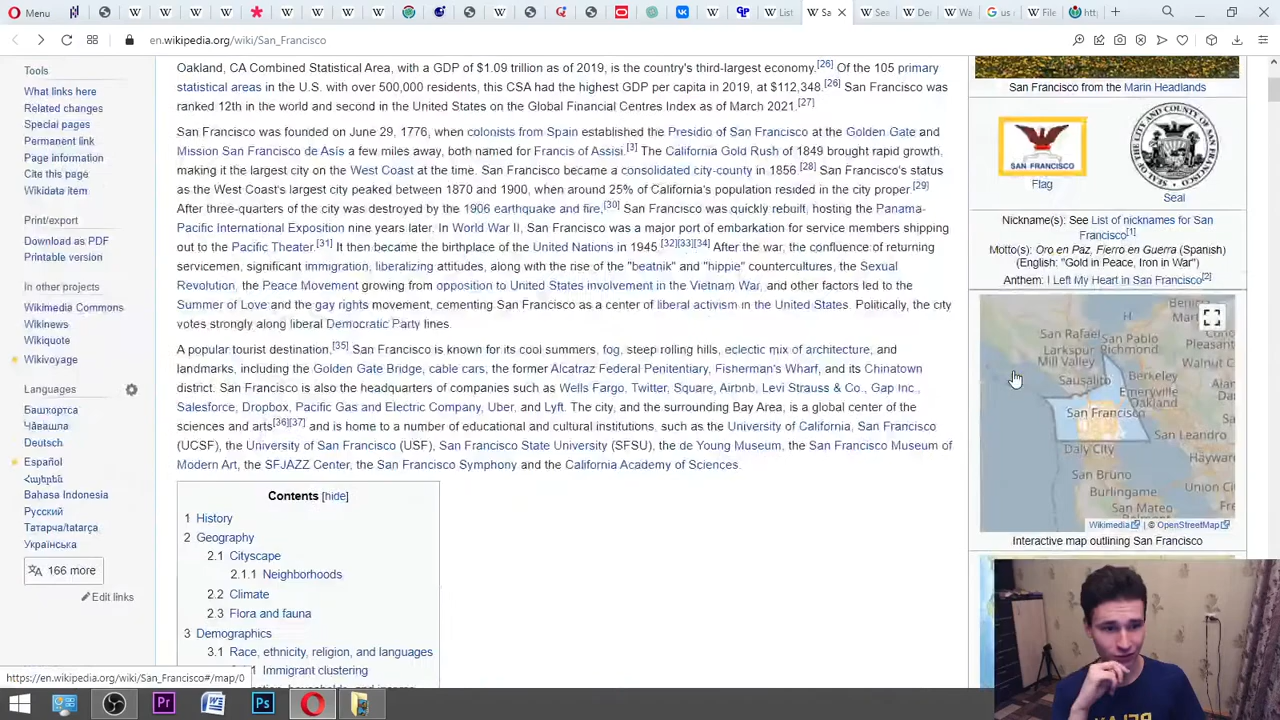 Menu
List
Sa
Sea
De
Wa
us
File
htt
en.wikipedia.org/wiki/San_Francisco
Tools
What links here
Related changes
Special pages
Permanent link
Page information
Cite this page
Wikidata item
Print/export
Download as PDF
Printable version
In other projects
Wikimedia Commons
Wikinews
Wikiquote
Wikivoyage
Languages
Башҡортса
Чӑвашла
Deutsch
Español
Հայերեն
Bahasa Indonesia
Русский
Татарча/tatarça
Українська
166 more
Edit links
Oakland, CA Combined Statistical Area, with a GDP of $1.09 trillion as of 2019, is the country's third-largest economy.[26] Of the 105 primary
statistical areas in the U.S. with over 500,000 residents, this CSA had the highest GDP per capita in 2019, at $112,348.[26] San Francisco was
ranked 12th in the world and second in the United States on the Global Financial Centres Index as of March 2021.[27]
San Francisco was founded on June 29, 1776, when colonists from Spain established the Presidio of San Francisco at the Golden Gate and
Mission San Francisco de Asís a few miles away, both named for Francis of Assisi.[3] The California Gold Rush of 1849 brought rapid growth,
making it the largest city on the West Coast at the time. San Francisco became a consolidated city-county in 1856.[28] San Francisco's status
as the West Coast's largest city peaked between 1870 and 1900, when around 25% of California's population resided in the city proper.[29]
After three-quarters of the city was destroyed by the 1906 earthquake and fire,[30] San Francisco was quickly rebuilt, hosting the Panama-
Pacific International Exposition nine years later. In World War II, San Francisco was a major port of embarkation for service members shipping
out to the Pacific Theater.[31] It then became the birthplace of the United Nations in 1945.[32][33][34] After the war, the confluence of returning
servicemen, significant immigration, liberalizing attitudes, along with the rise of the "beatnik" and "hippie" countercultures, the Sexual
Revolution, the Peace Movement growing from opposition to United States involvement in the Vietnam War, and other factors led to the
Summer of Love and the gay rights movement, cementing San Francisco as a center of liberal activism in the United States. Politically, the city
votes strongly along liberal Democratic Party lines.
A popular tourist destination,[35] San Francisco is known for its cool summers, fog, steep rolling hills, eclectic mix of architecture, and
landmarks, including the Golden Gate Bridge, cable cars, the former Alcatraz Federal Penitentiary, Fisherman's Wharf, and its Chinatown
district. San Francisco is also the headquarters of companies such as Wells Fargo, Twitter, Square, Airbnb, Levi Strauss & Co., Gap Inc.,
Salesforce, Dropbox, Pacific Gas and Electric Company, Uber, and Lyft. The city, and the surrounding Bay Area, is a global center of the
sciences and arts[36][37] and is home to a number of educational and cultural institutions, such as the University of California, San Francisco
(UCSF), the University of San Francisco (USF), San Francisco State University (SFSU), the de Young Museum, the San Francisco Museum of
Modern Art, the SFJAZZ Center, the San Francisco Symphony and the California Academy of Sciences.
Contents [hide]
1 History
2 Geography
2.1 Cityscape
2.1.1 Neighborhoods
2.2 Climate
2.3 Flora and fauna
3 Demographics
3.1 Race, ethnicity, religion, and languages
Immigrant clustering
San Francisco from the Marin Headlands
SAN FRANCISCO
Flag
Seal
Nickname(s): See List of nicknames for San
Francisco[1]
Motto(s): Oro en Paz, Fierro en Guerra (Spanish)
(English: "Gold in Peace, Iron in War")
Anthem: I Left My Heart in San Francisco[2]
Benicia
San Rafael
Mart
Larkspur
San Pablo
Concor
Mill Valley
Richmond
Pleasant
Walnut C
Sausalito
Berkeley
Emeryville
Oakland
Alam
San Francisco
San Leandro
Daly City
Hayward
San Bruno
Union Cit
Burlingame
San Mateo
Wikimedia | © OpenStreetMap
Interactive map outlining San Francisco
https://en.wikipedia.org/wiki/San_Francisco#/map/0
Pr
Ps
RELAX